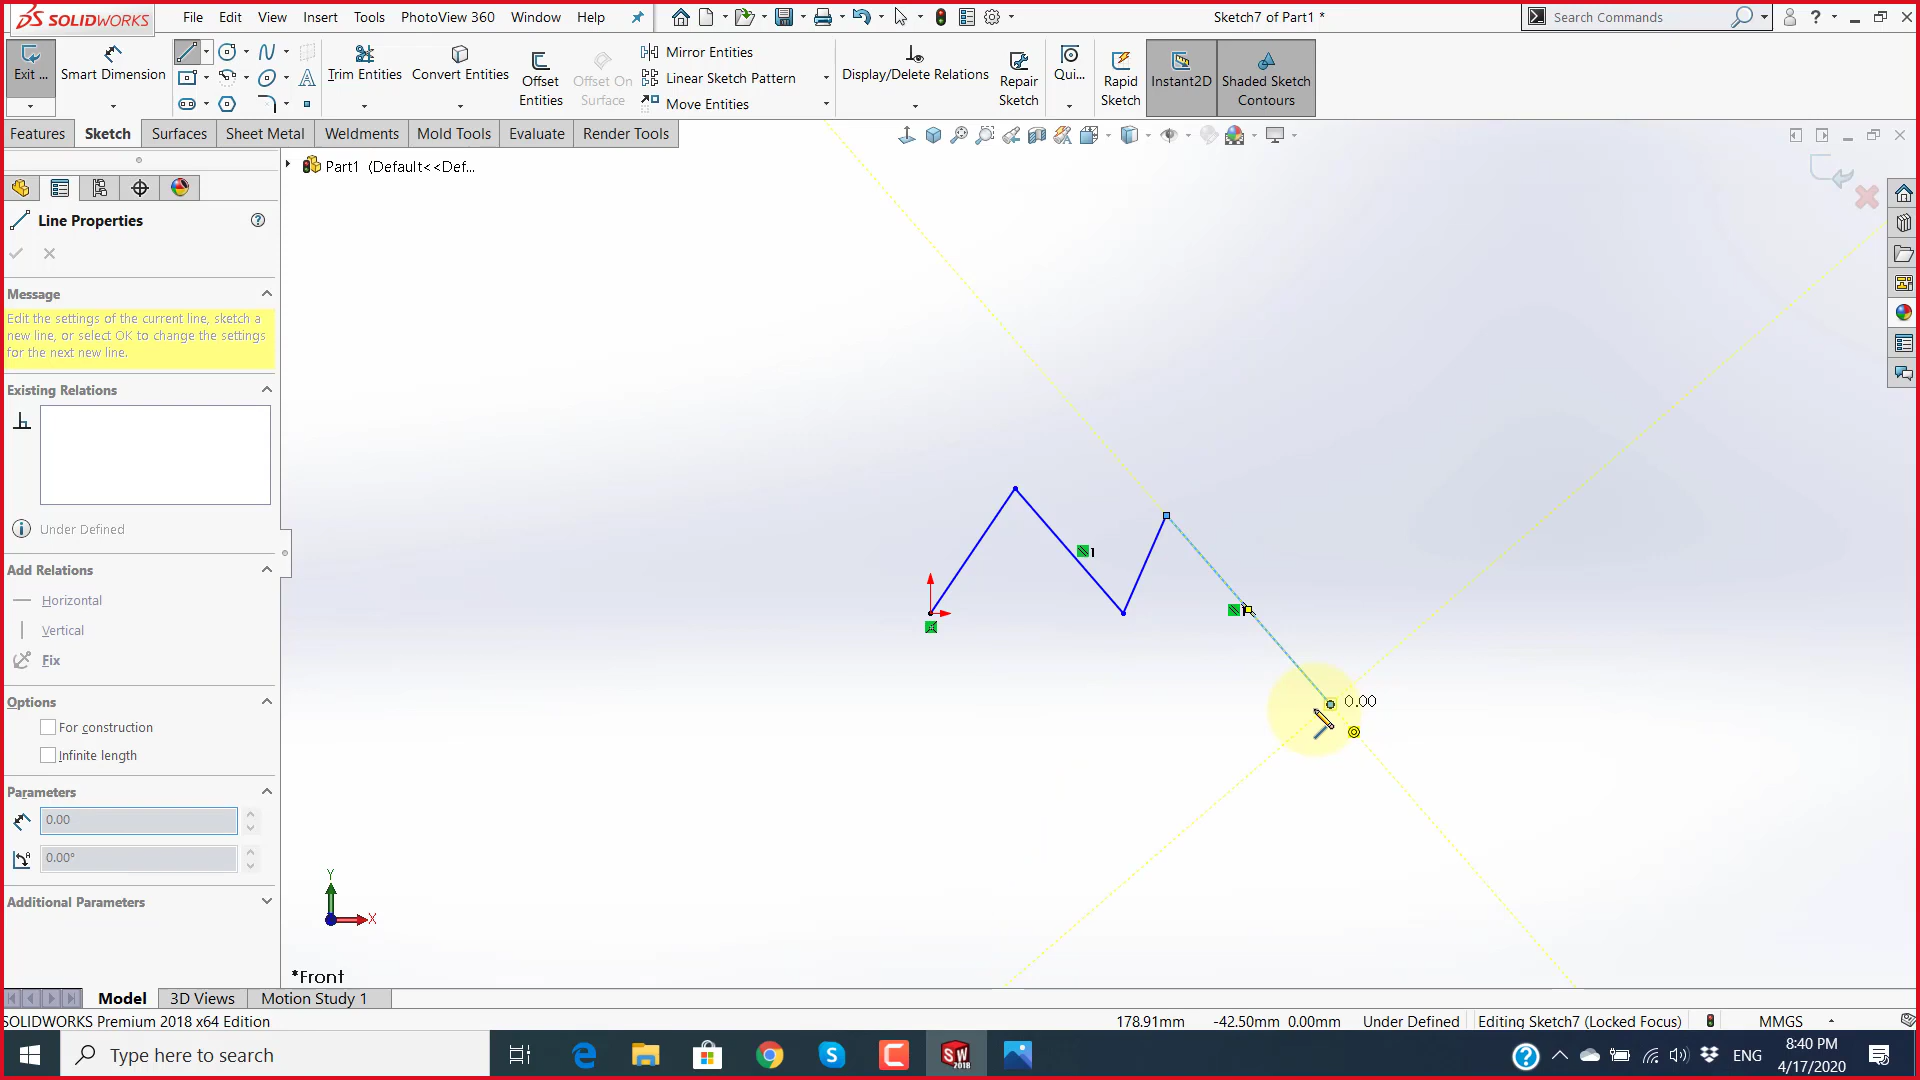 SOLIDWORKS
File Edit View Insert Tools PhotoView 360 Window Help
Sketch7 of Part1 *
Search Commands
Exit ...
Smart Dimension
Trim Entities
Convert Entities
Offset Entities
Offset On Surface
Mirror Entities
Linear Sketch Pattern
Move Entities
Display/Delete Relations
Repair Sketch
Qui...
Rapid Sketch
Instant2D
Shaded Sketch Contours
Features Sketch Surfaces Sheet Metal Weldments Mold Tools Evaluate Render Tools
Part1 (Default<<Def...
Line Properties
Message
Edit the settings of the current line, sketch a
new line, or select OK to change the settings
for the next new line.
Existing Relations
Under Defined
Add Relations
Horizontal
Vertical
Fix
Options
For construction
Infinite length
Parameters
0.00
0.00°
Additional Parameters
1
1
0.00
Y
X
*Front
Model 3D Views Motion Study 1
SOLIDWORKS Premium 2018 x64 Edition
178.91mm -42.50mm 0.00mm Under Defined Editing Sketch7 (Locked Focus) MMGS
Type here to search
SW
2018
ENG
8:40 PM
4/17/2020